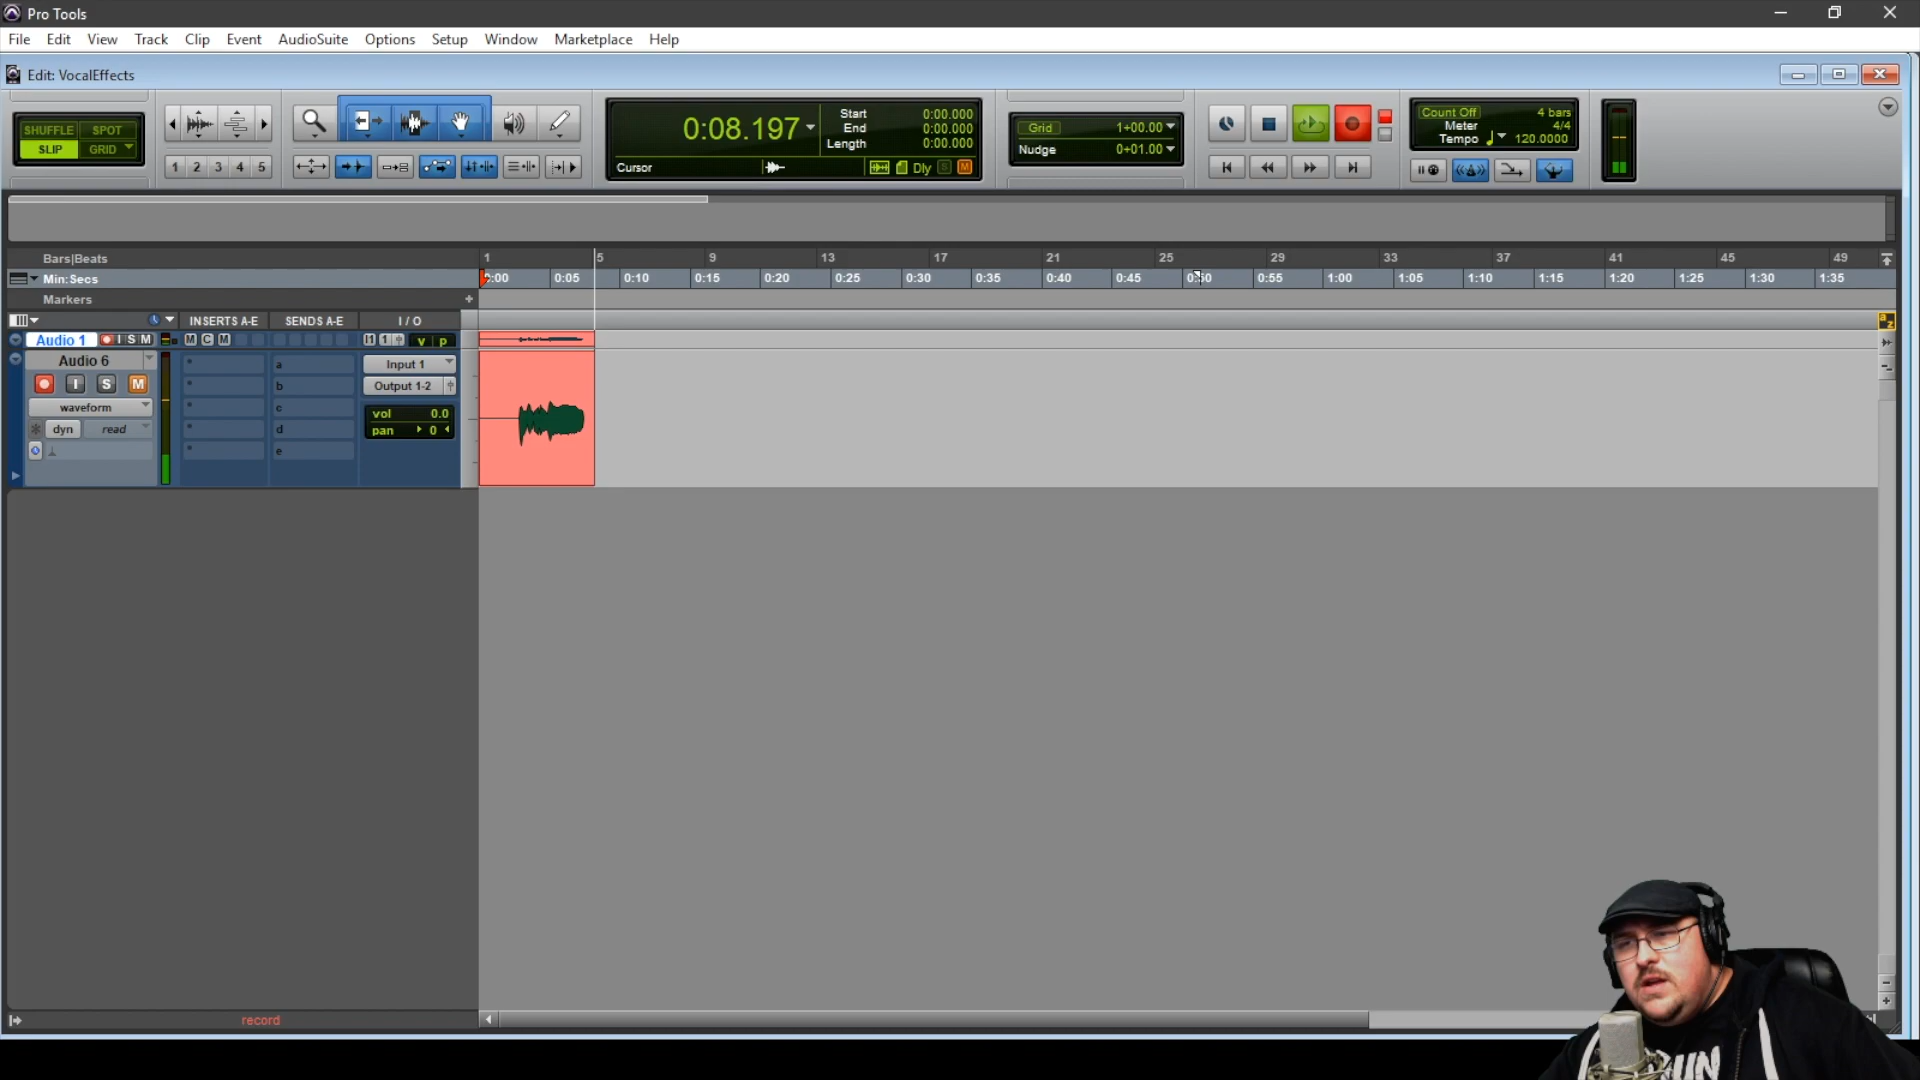 Pro Tools
File Edit View Track Clip Event AudioSuite Options Setup Window Marketplace Help
Edit: VocalEffects
SHUFFLE SPOT
SLIP GRID
1 2 3 4 5
0:08.197
Start 0:00.000
End 0:00.000
Length 0:00.000
Cursor
Dly S M
Grid 1+00.00
Nudge 0+01.00
Count Off 4 bars
Meter 4/4
Tempo 120.0000
Bars|Beats 1 5 9 13 17 21 25 29 33 37 41 45 49
Min:Secs 0:00 0:05 0:10 0:15 0:20 0:25 0:30 0:35 0:40 0:45 0:50 0:55 1:00 1:05 1:10 1:15 1:20 1:25 1:30 1:35
Markers
INSERTS A-E SENDS A-E I / O
Audio 1 I S M M C M v p
Audio 6
I S M
waveform
dyn read
a
b
c
d
e
Input 1
Output 1-2
vol 0.0
pan 0
a z
record